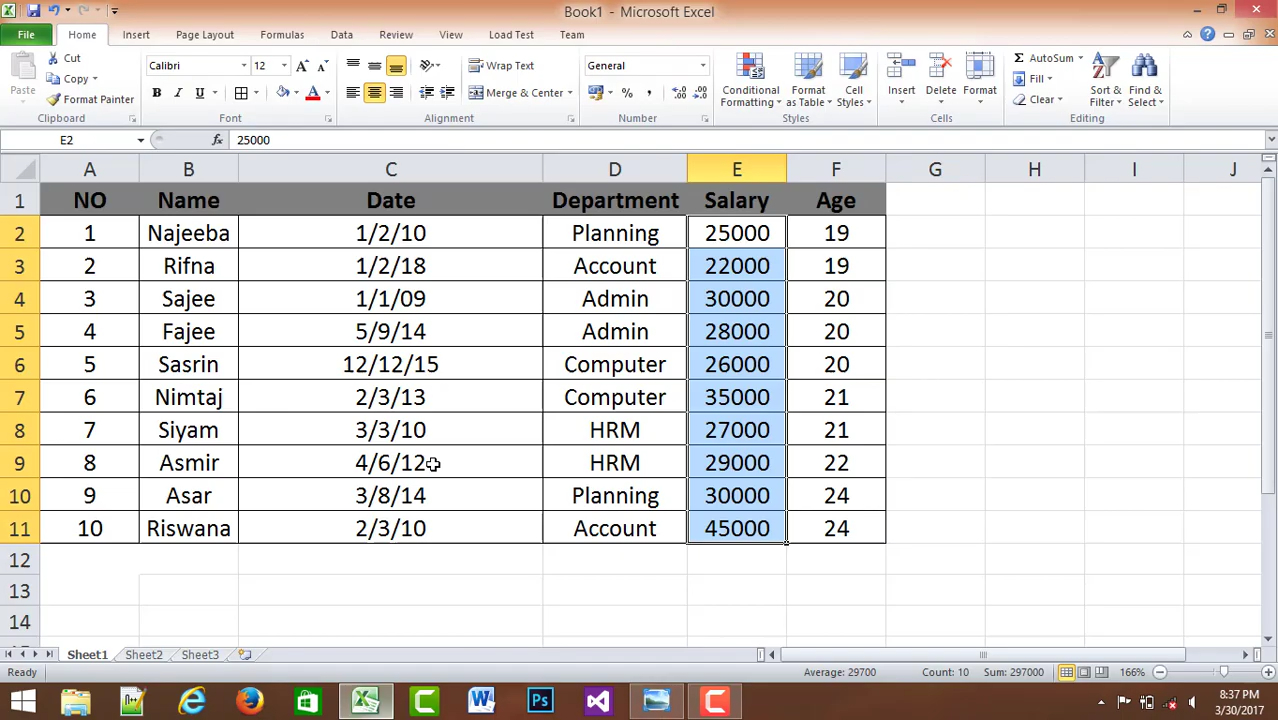 Book1 - Microsoft Excel
File Home Insert Page Layout Formulas Data Review View Load Test Team
Paste
Cut
Copy
Format Painter
Clipboard
Calibri 12
B I U A
Font
Wrap Text
Merge & Center
Alignment
General
%
Number
Conditional Formatting
Format as Table
Cell Styles
Styles
Insert Delete Format
Cells
AutoSum
Fill
Clear
Sort & Filter
Find & Select
Editing
E2 fx 25000
A B C D E F G H I J
1 NO Name Date Department Salary Age
2 1 Najeeba 1/2/10 Planning 25000 19
3 2 Rifna 1/2/18 Account 22000 19
4 3 Sajee 1/1/09 Admin 30000 20
5 4 Fajee 5/9/14 Admin 28000 20
6 5 Sasrin 12/12/15 Computer 26000 20
7 6 Nimtaj 2/3/13 Computer 35000 21
8 7 Siyam 3/3/10 HRM 27000 21
9 8 Asmir 4/6/12 HRM 29000 22
10 9 Asar 3/8/14 Planning 30000 24
11 10 Riswana 2/3/10 Account 45000 24
12
13
14
Sheet1 Sheet2 Sheet3
Ready Average: 29700 Count: 10 Sum: 297000 166%
8:37 PM
3/30/2017